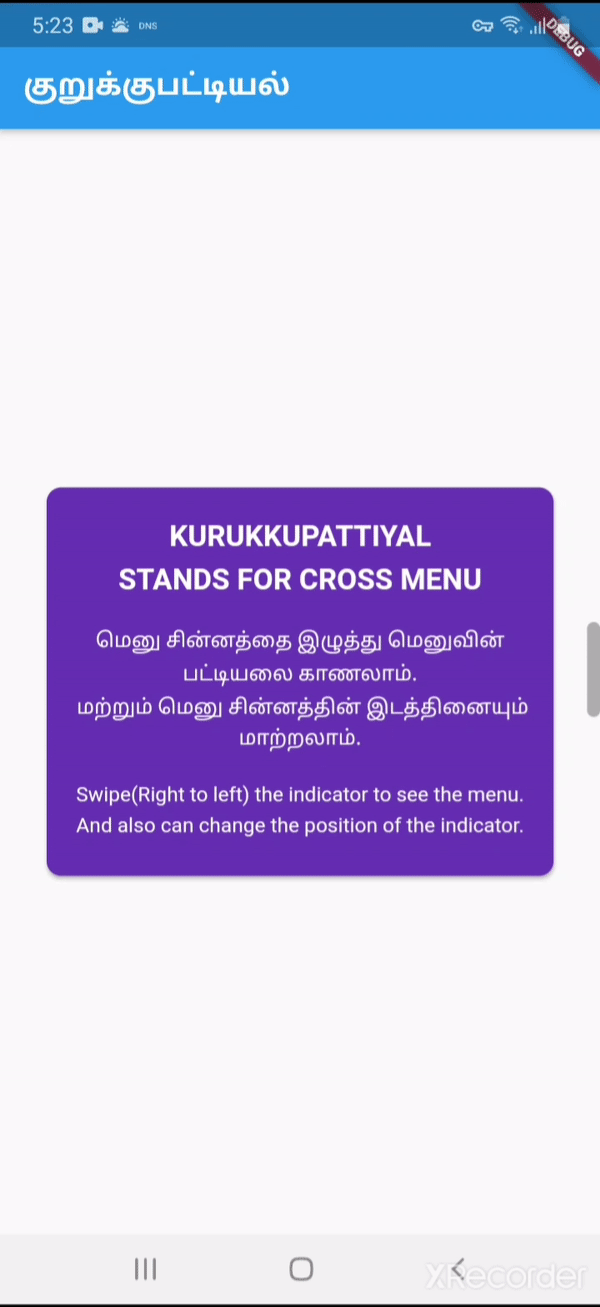 5:23 DNS
DEBUG
குறுக்குபட்டியல்
KURUKKUPATTIYAL
STANDS FOR CROSS MENU
மெனு சின்னத்தை இழுத்து மெனுவின்
பட்டியலை காணலாம்.
மற்றும் மெனு சின்னத்தின் இடத்தினையும்
மாற்றலாம்.
Swipe(Right to left) the indicator to see the menu.
And also can change the position of the indicator.
XRecorder